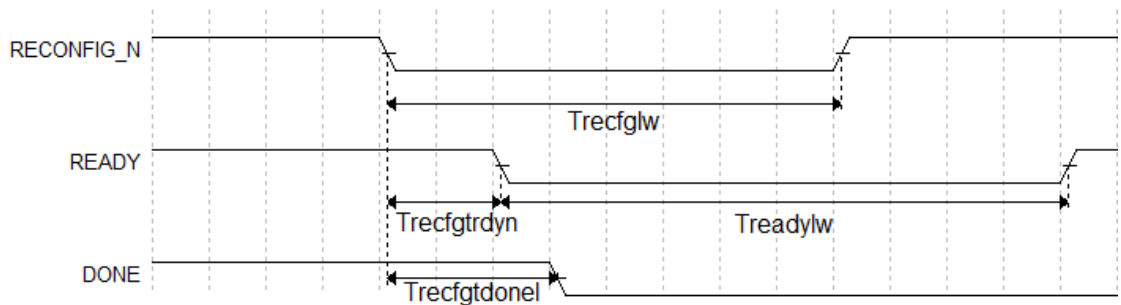 RECONFIG_N
Trecfglw
READY
Trecfgtrdyn
Treadylw
DONE
Trecfgtdonel